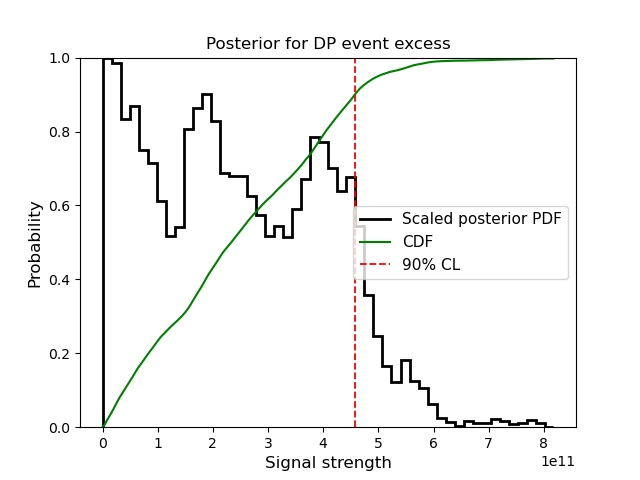 Posterior for DP event excess
Probability
1.0
0.8
0.6
0.4
0.2
0.0
Scaled posterior PDF
CDF
90% CL
0 1 2 3 4 5 6 7 8
1e11
Signal strength